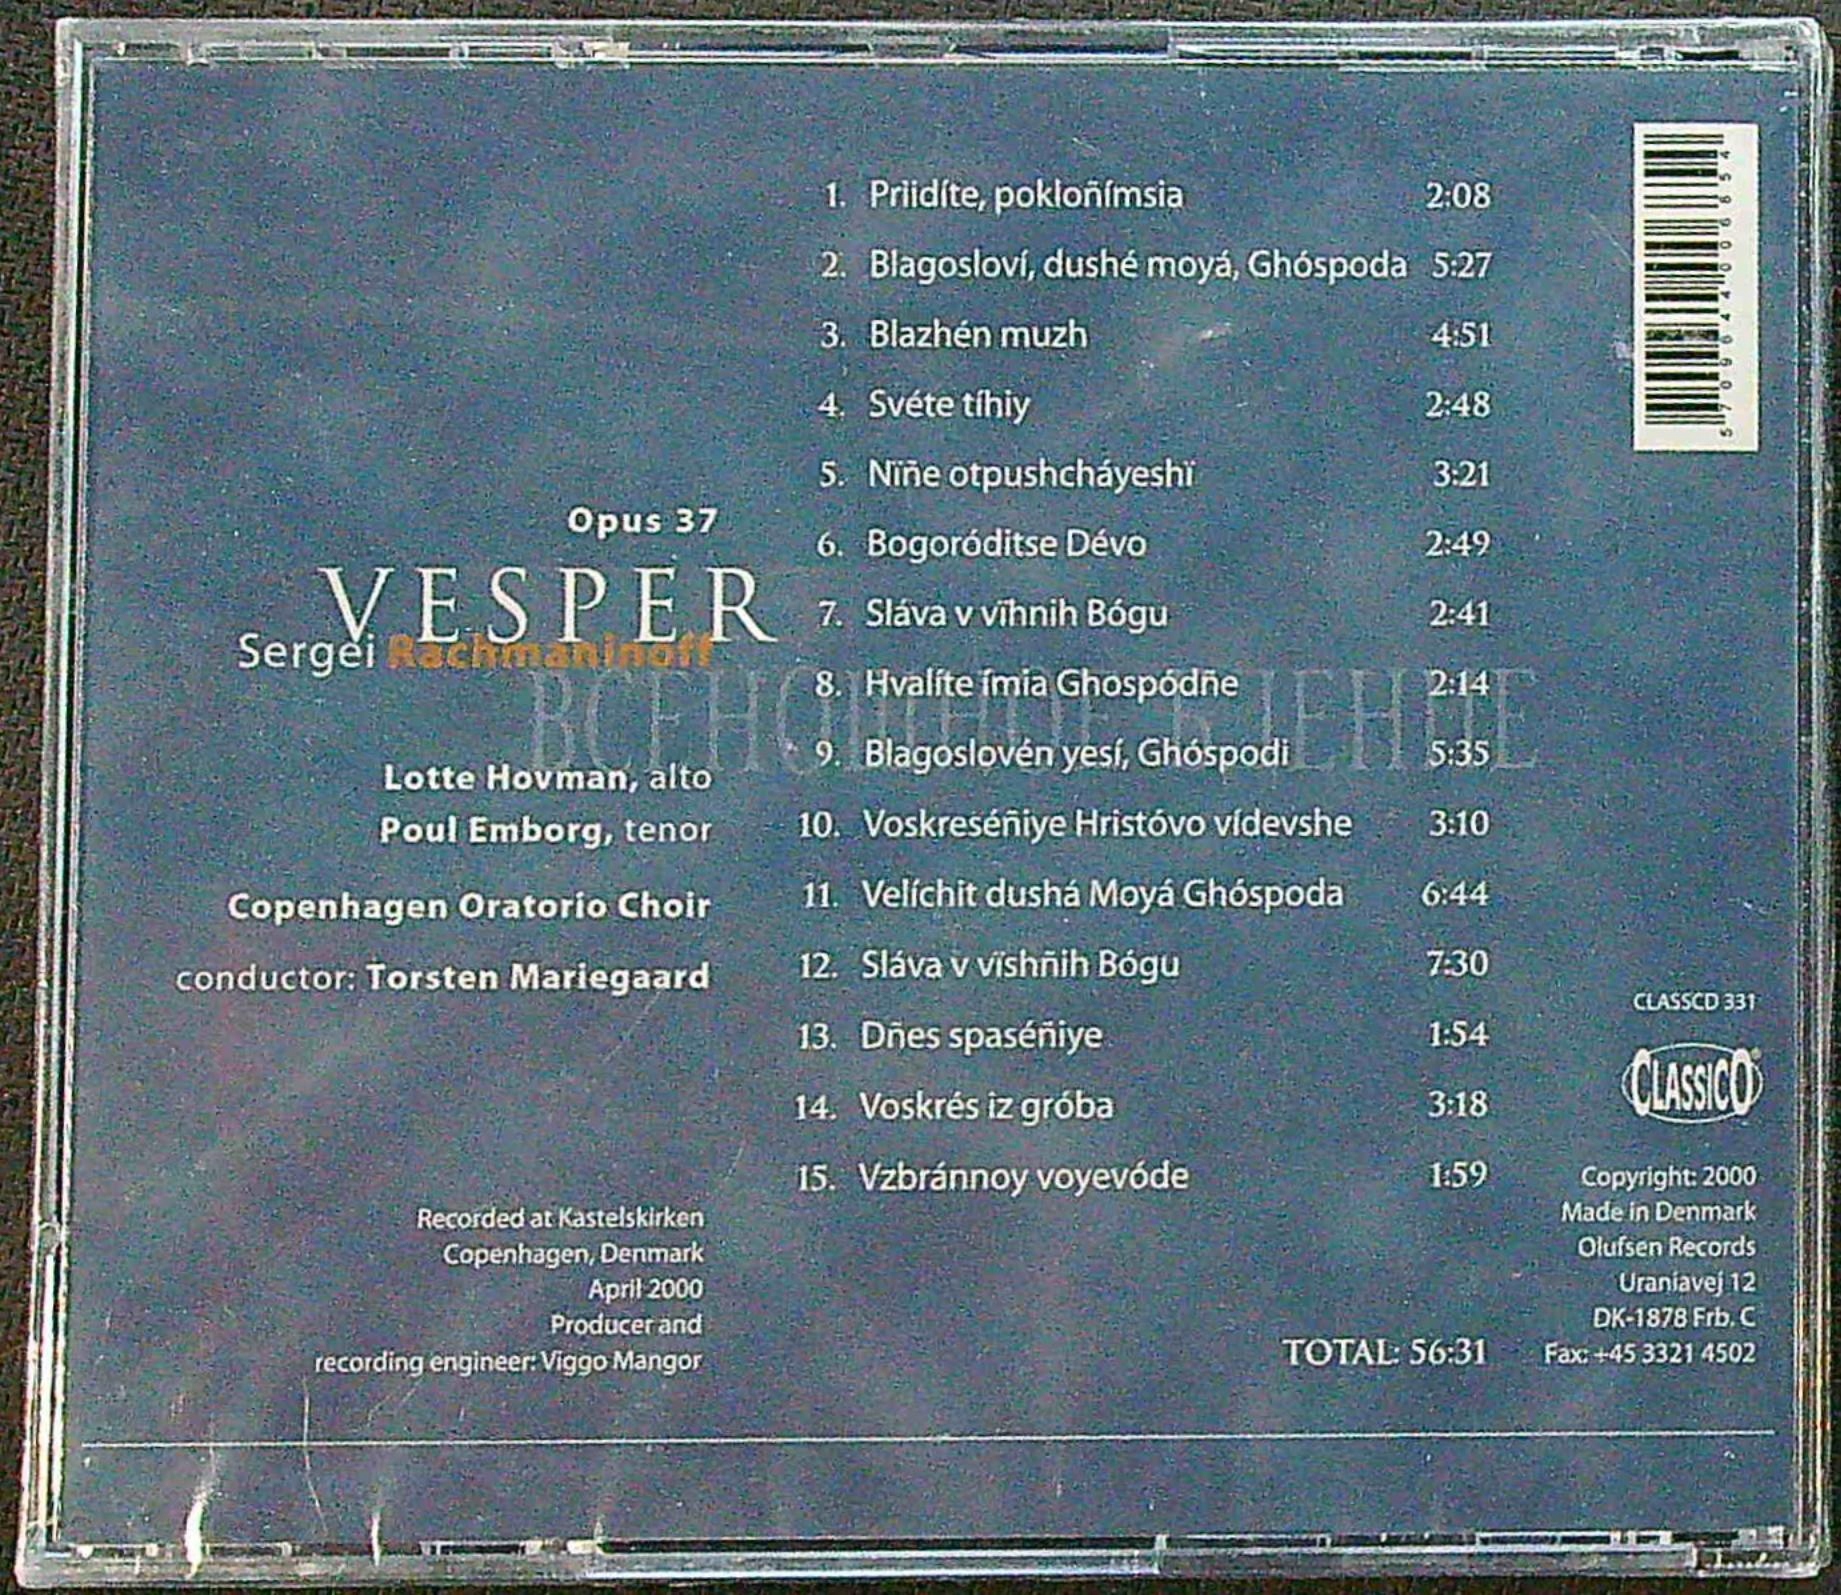 1. Priidíte, pokloñímsia 2:08
2. Blagosloví, dushé moyá, Ghóspoda 5:27
3. Blazhén muzh 4:51
4. Svéte tíhiy 2:48
5. Nïñe otpushcháyeshï 3:21
6. Bogoróditse Dévo 2:49
7. Sláva v vïhnih Bógu 2:41
8. Hvalíte ímia Ghospódñe 2:14
9. Blagoslovén yesí, Ghóspodi 5:35
10. Voskreséñiye Hristóvo vídevshe 3:10
11. Velíchit dushá Moyá Ghóspoda 6:44
12. Sláva v vïshñih Bógu 7:30
13. Dñes spaséñiye 1:54
14. Voskrés iz gróba 3:18
15. Vzbránnoy voyevóde 1:59
TOTAL: 56:31
Opus 37
VESPER
Sergei Rachmaninoff
Lotte Hovman, alto
Poul Emborg, tenor
Copenhagen Oratorio Choir
conductor: Torsten Mariegaard
Recorded at Kastelskirken
Copenhagen, Denmark
April 2000
Producer and
recording engineer: Viggo Mangor
5 709644 006854
CLASSCD 331
CLASSICO®
Copyright: 2000
Made in Denmark
Olufsen Records
Uraniavej 12
DK-1878 Frb. C
Fax: +45 3321 4502